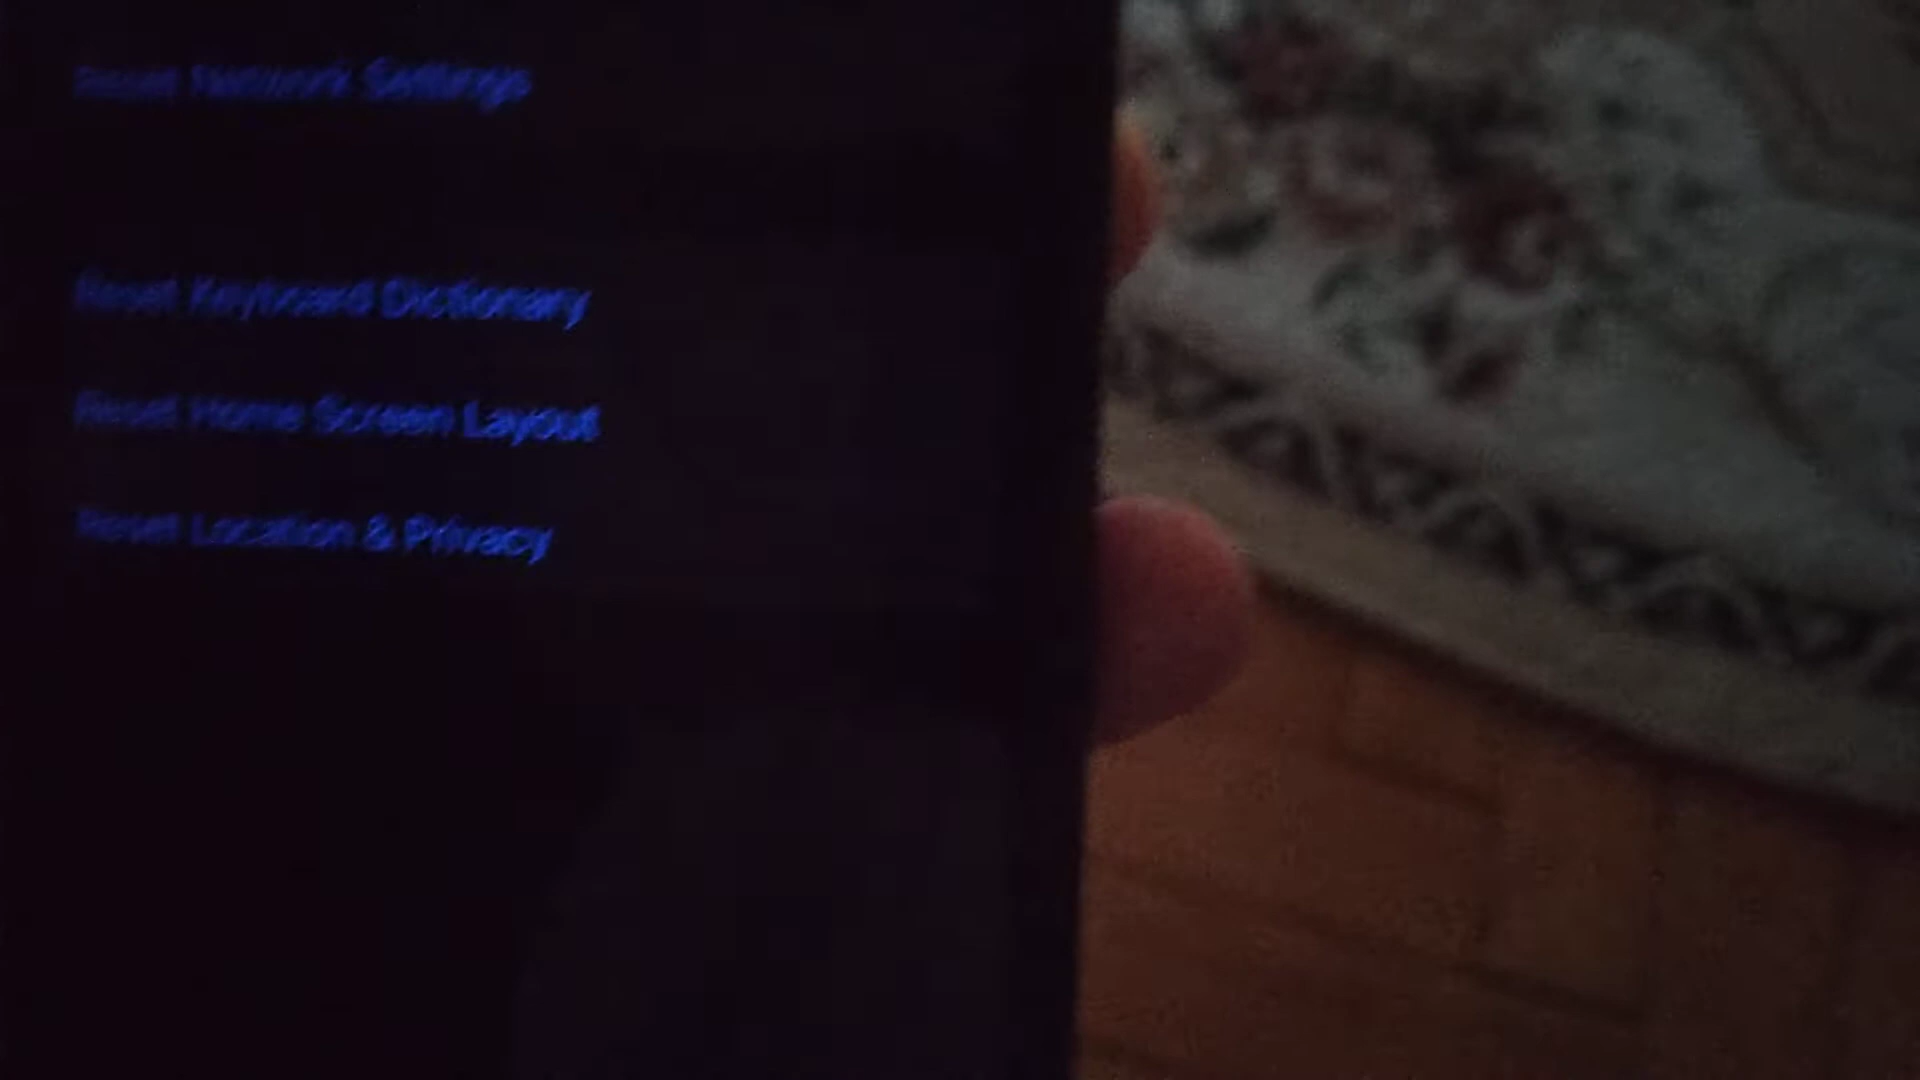 Reset Network Settings
Reset Keyboard Dictionary
Reset Home Screen Layout
Reset Location & Privacy